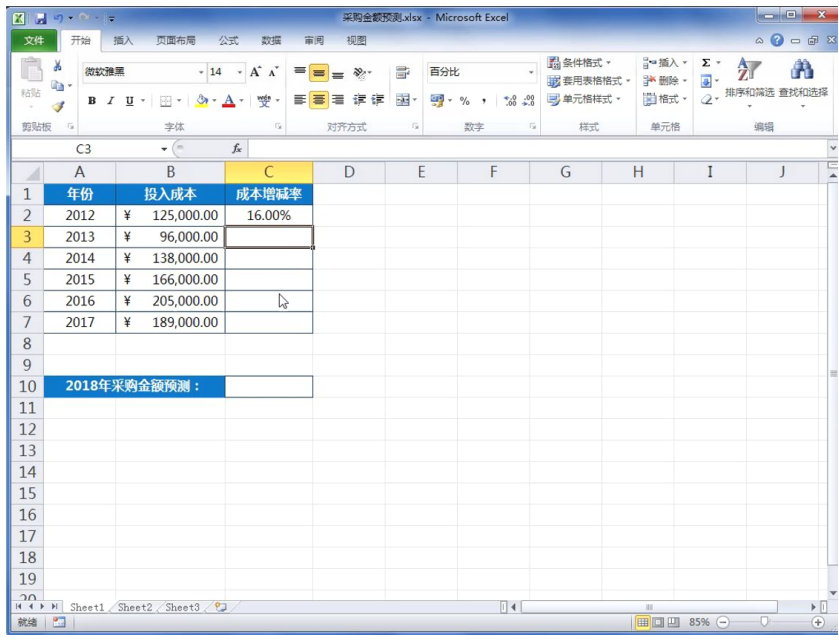 采购金额预测.xlsx - Microsoft Excel
文件 开始 插入 页面布局 公式 数据 审阅 视图
粘贴
微软雅黑 14 A A
B I U A wén
百分比
% ,
条件格式
套用表格格式
单元格样式
插入
删除
格式
Σ
排序和筛选 查找和选择
剪贴板 字体 对齐方式 数字 样式 单元格 编辑
C3 fx
A B C D E F G H I J
1 年份 投入成本 成本增减率
2 2012 ¥ 125,000.00 16.00%
3 2013 ¥ 96,000.00
4 2014 ¥ 138,000.00
5 2015 ¥ 166,000.00
6 2016 ¥ 205,000.00
7 2017 ¥ 189,000.00
8
9
10 2018年采购金额预测：
11
12
13
14
15
16
17
18
19
20
Sheet1 Sheet2 Sheet3
就绪 85%